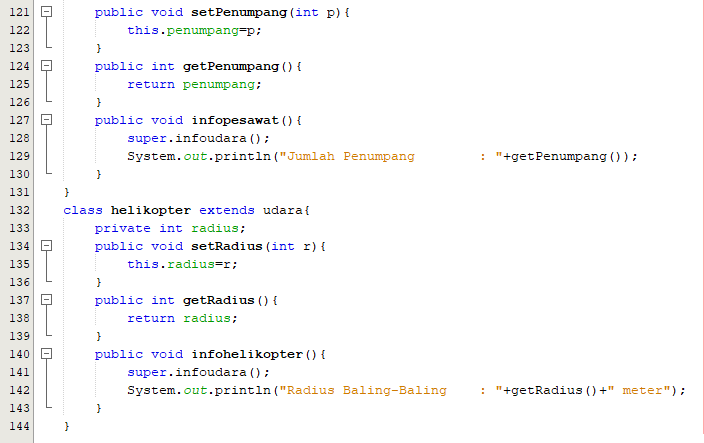 121 public void setPenumpang(int p){
122 this.penumpang=p;
123 }
124 public int getPenumpang(){
125 return penumpang;
126 }
127 public void infopesawat(){
128 super.infoudara();
129 System.out.println("Jumlah Penumpang        : "+getPenumpang());
130 }
131 }
132 class helikopter extends udara{
133 private int radius;
134 public void setRadius(int r){
135 this.radius=r;
136 }
137 public int getRadius(){
138 return radius;
139 }
140 public void infohelikopter(){
141 super.infoudara();
142 System.out.println("Radius Baling-Baling    : "+getRadius()+" meter");
143 }
144 }